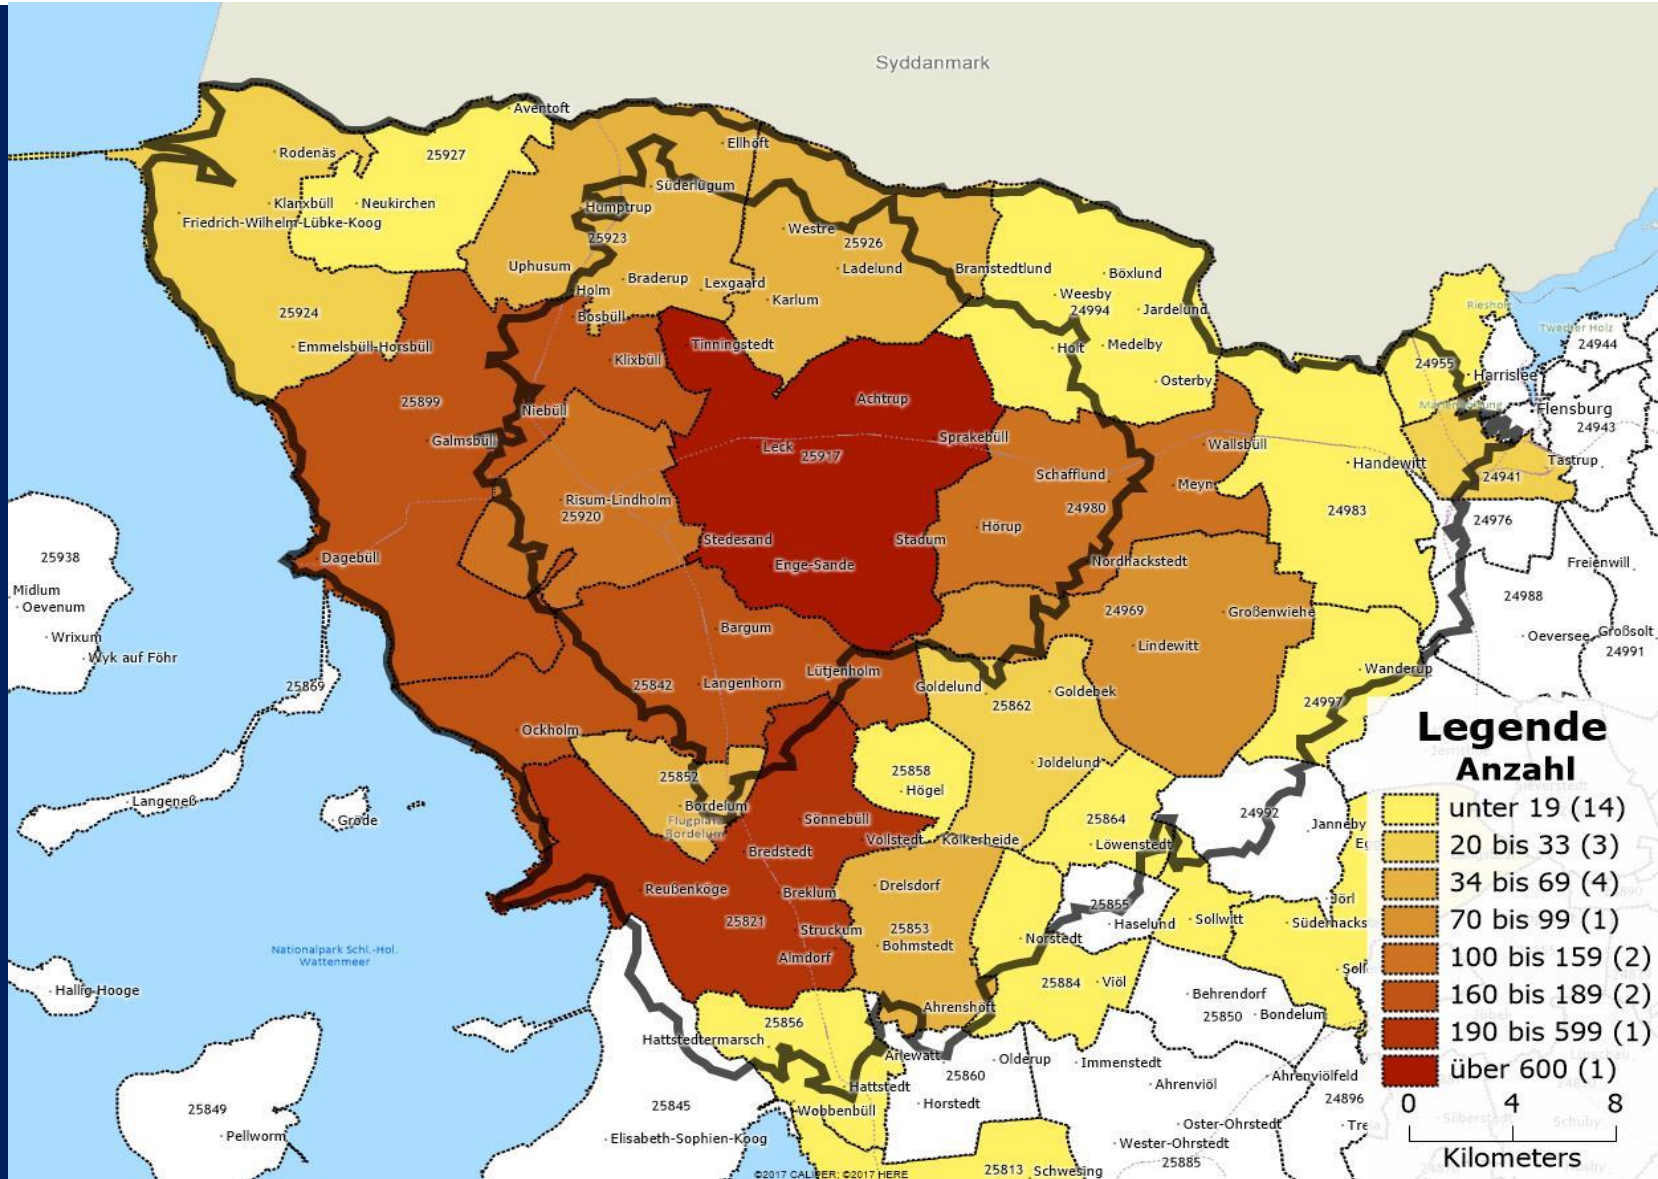 Syddanmark
Aventoft
Rodenäs
25927
Ellhöft
Klanxbüll
Neukirchen
Süderlügum
Friedrich-Wilhelm-Lübke-Koog
Humptrup
25923
Westre
25926
Uphusum
Braderup
Lexgaard
Ladelund
Bramstedtlund
Böxlund
Holm
Karlum
Weesby
24994
Jardelund
25924
Bosbüll
Emmelsbüll-Horsbüll
Klixbüll
Tinningstedt
Holt
Medelby
Osterby
Twedter Holz
24944
24955
Harrislee
25899
Niebüll
Achtrup
Flensburg
24943
Galmsbüll
Leck
25917
Sprakebüll
Wallsbüll
Handewitt
Tastrup
Schafflund
Meyn
24941
Risum-Lindholm
25920
24980
24983
24976
Hörup
Stedesand
Stadum
25938
Dagebüll
Enge-Sande
Nordhackstedt
Freienwill
Midlum
Oevenum
24969
Großenwiehe
24988
Wrixum
Bargum
Lindewitt
Oeversee
Großsolt
24991
Wyk auf Föhr
25869
25842
Langenhorn
Lütjenholm
Goldelund
Goldebek
25862
Wanderup
24997
Ockholm
Joldelund
25852
25858
Högel
Langeneß
Gröde
Bordelum
Flugplatz
Bordelum
Sönnebüll
25864
24992
Janneby
Vollstedt
Kolkerheide
Löwenstedt
Bredstedt
Reußenköge
Breklum
Drelsdorf
Jörl
25821
Struckum
25853
Bohmstedt
25855
Haselund
Sollwitt
Süderhacks
Norstedt
Almdorf
Nationalpark Schl.-Hol.
Wattenmeer
Hallig Hooge
25884
Viöl
Behrendorf
25850
Bondelum
Ahrenshöft
25856
Hattstedtermarsch
Arlewatt
Olderup
Immenstedt
25860
Ahrenviöl
Ahrenviölfeld
24896
Hattstedt
Horstedt
25849
Pellworm
25845
Wobbenbüll
Oster-Ohrstedt
Elisabeth-Sophien-Koog
Wester-Ohrstedt
25885
25813
Schwesing
©2017 CALIPER; ©2017 HERE
Legende
Anzahl
unter 19 (14)
20 bis 33 (3)
34 bis 69 (4)
70 bis 99 (1)
100 bis 159 (2)
160 bis 189 (2)
190 bis 599 (1)
über 600 (1)
0 4 8
Kilometers